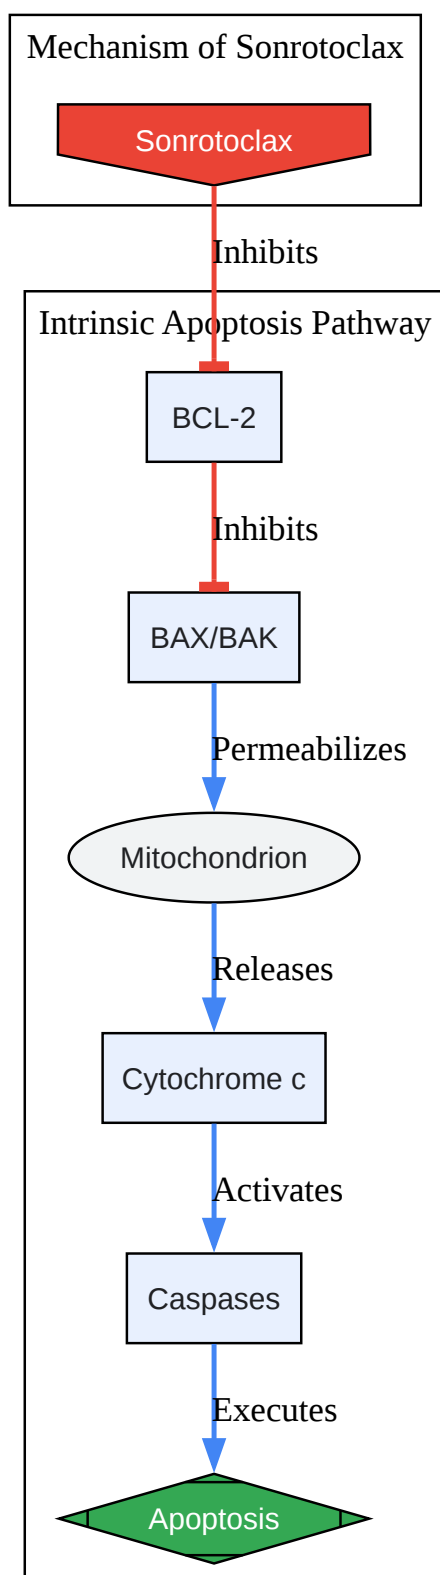 Mechanism of Sonrotoclax
Sonrotoclax
Inhibits
Intrinsic Apoptosis Pathway
BCL-2
Inhibits
BAX/BAK
Permeabilizes
Mitochondrion
Releases
Cytochrome c
Activates
Caspases
Executes
Apoptosis